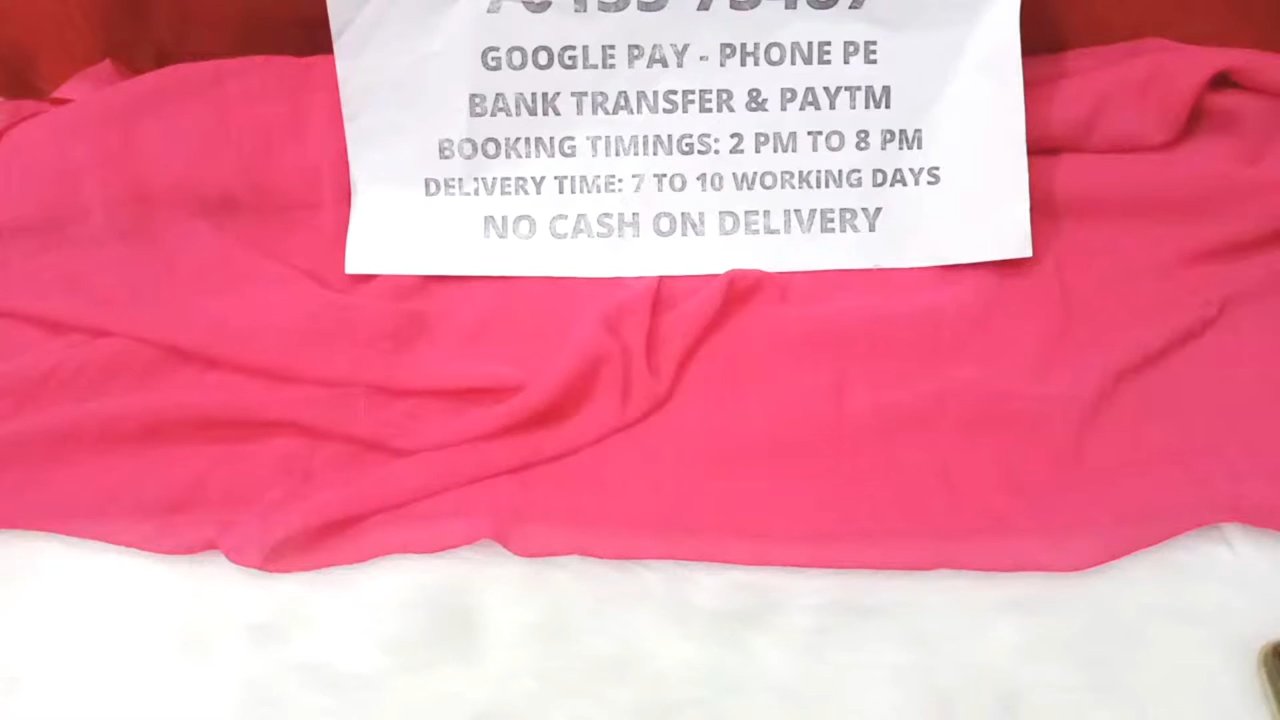 GOOGLE PAY - PHONE PE
BANK TRANSFER & PAYTM
BOOKING TIMINGS: 2 PM TO 8 PM
DELIVERY TIME: 7 TO 10 WORKING DAYS
NO CASH ON DELIVERY